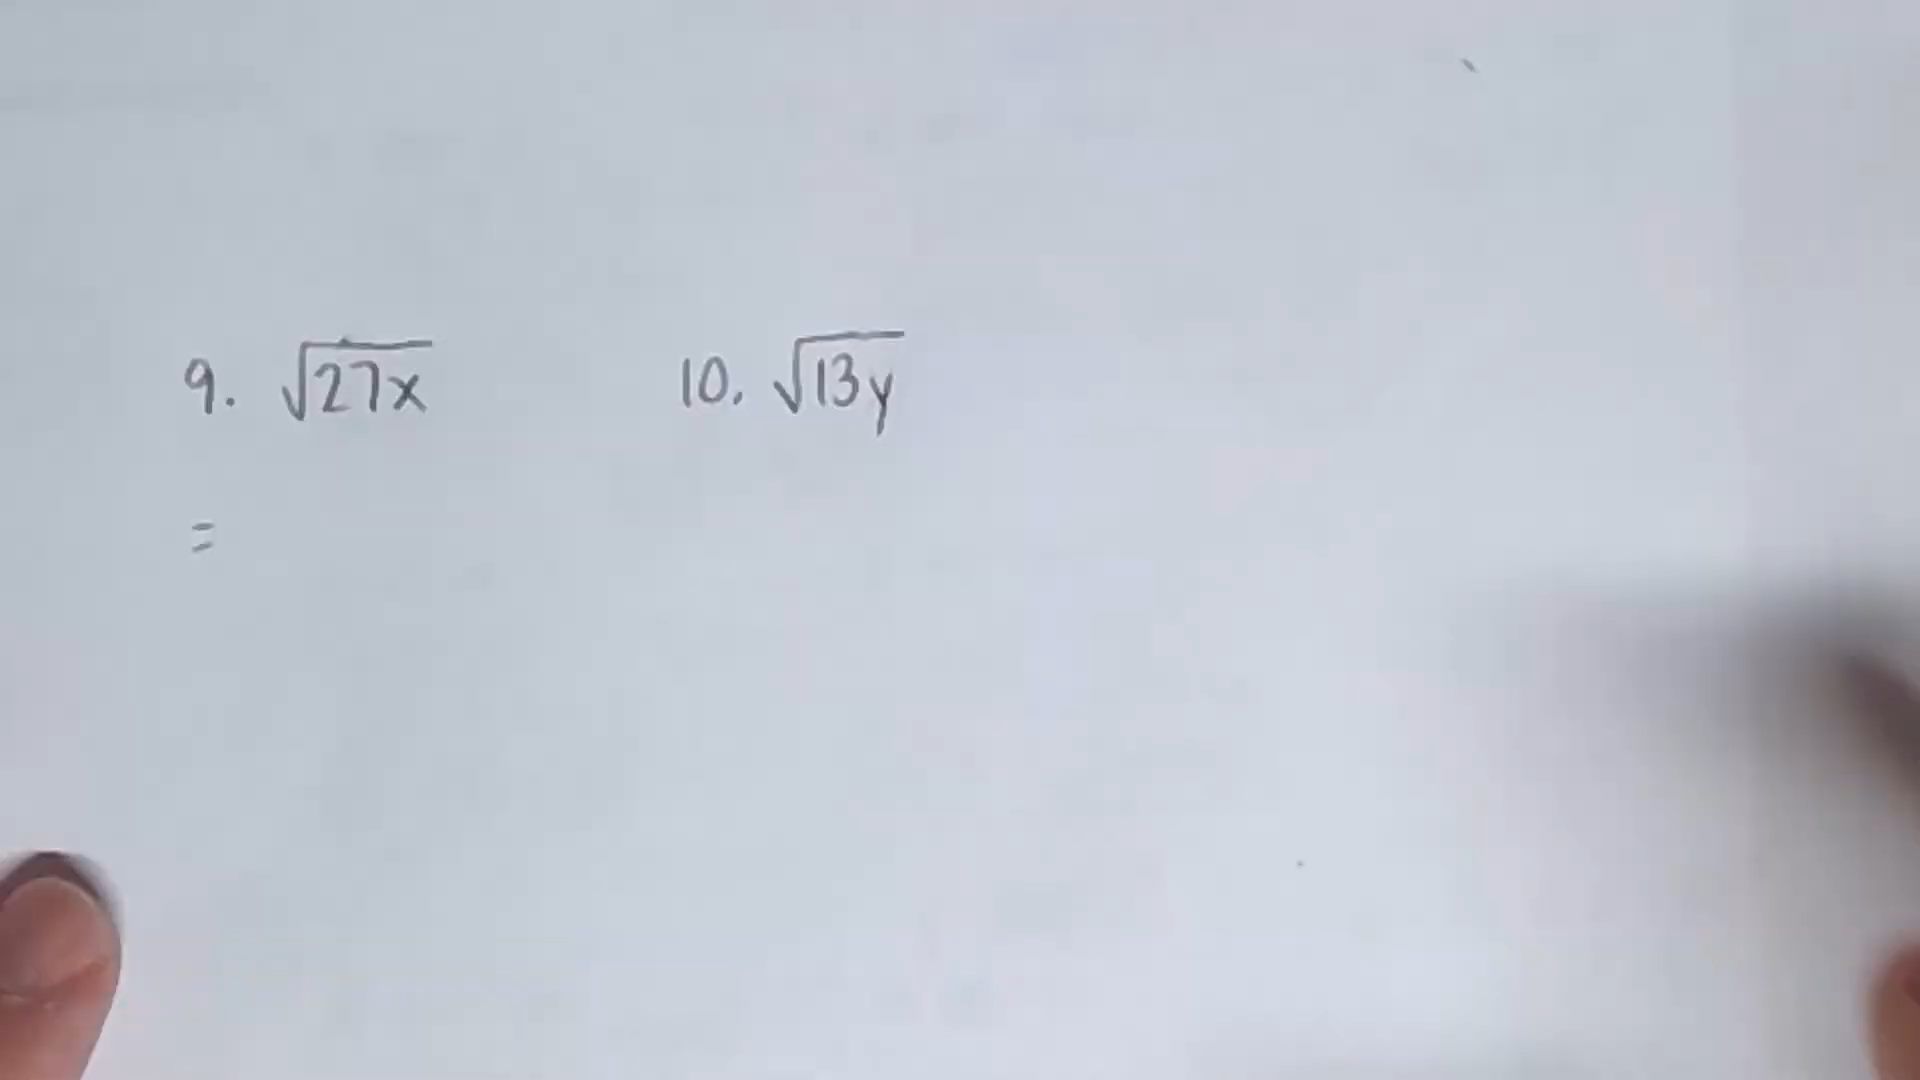 9. √27x 10. √13y
=